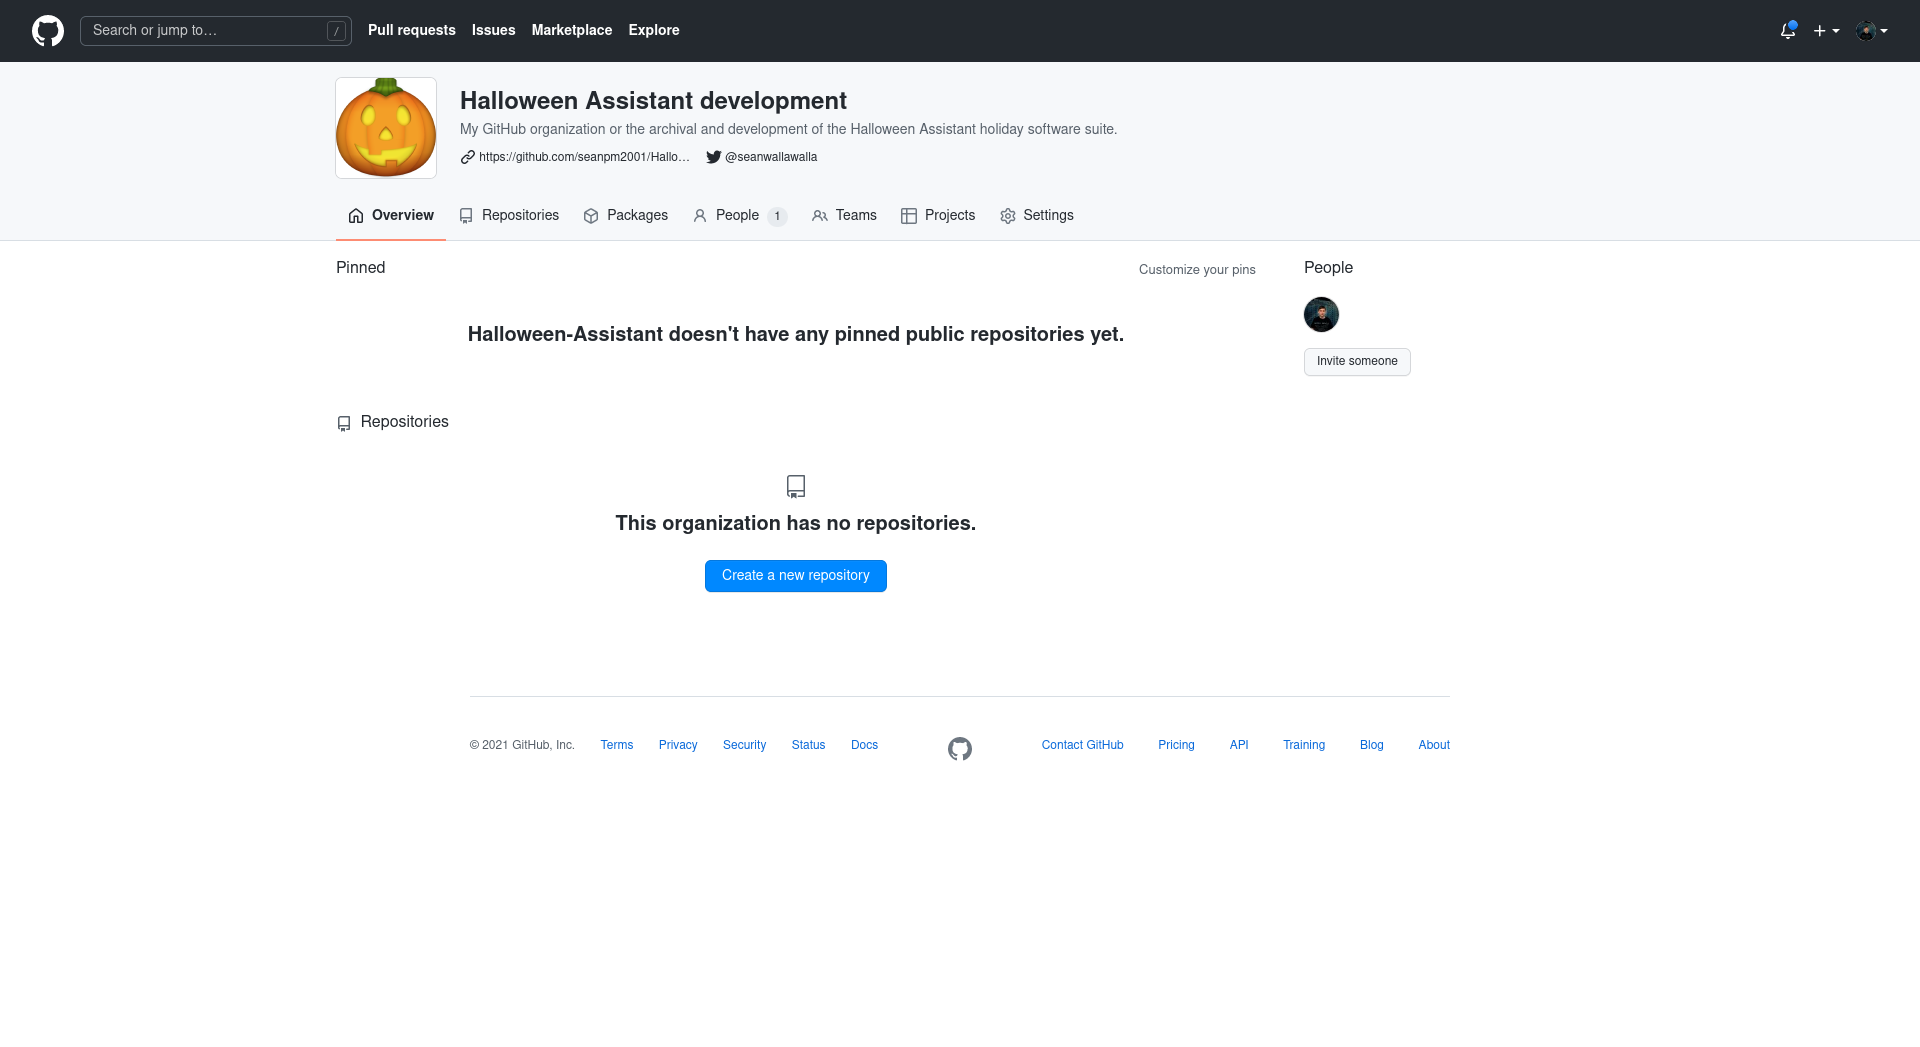 Search or jump to… /
Pull requests Issues Marketplace Explore
Halloween Assistant development
My GitHub organization or the archival and development of the Halloween Assistant holiday software suite.
https://github.com/seanpm2001/Hallo… @seanwallawalla
Overview Repositories Packages People 1 Teams Projects Settings
Pinned Customize your pins People
Halloween-Assistant doesn't have any pinned public repositories yet.
Invite someone
Repositories
This organization has no repositories.
Create a new repository
© 2021 GitHub, Inc. Terms Privacy Security Status Docs Contact GitHub Pricing API Training Blog About